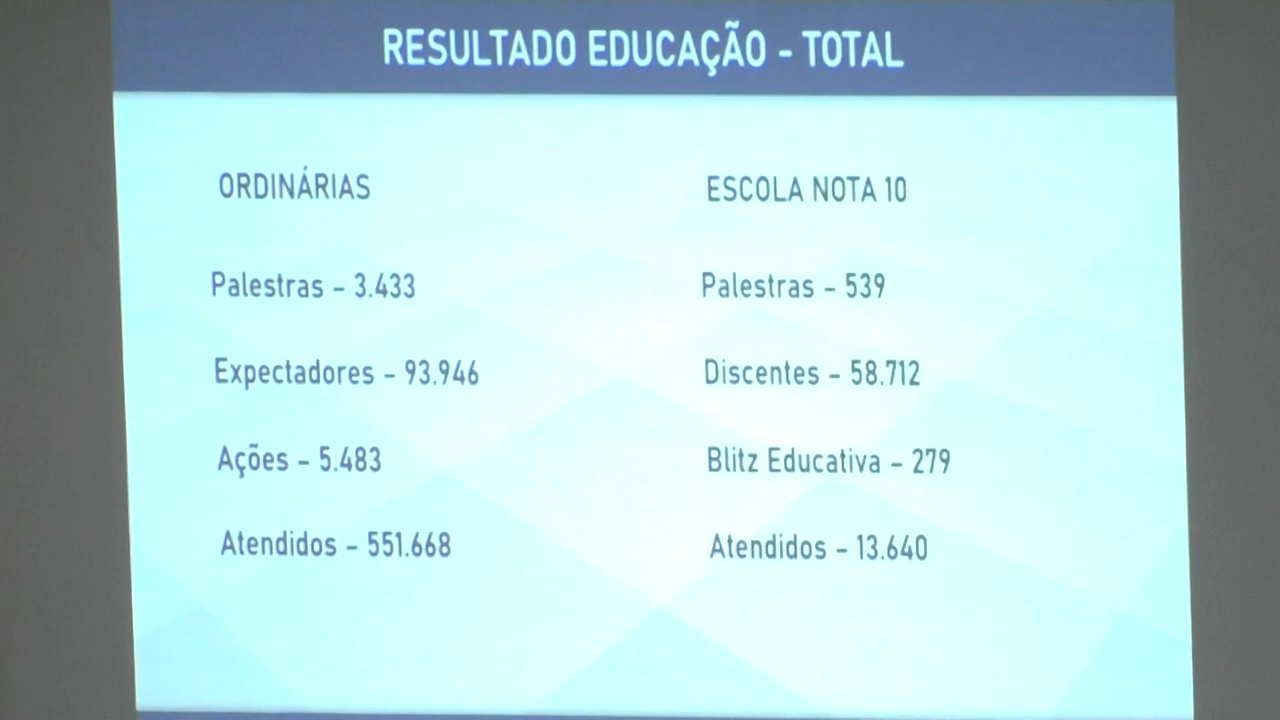 RESULTADO EDUCAÇÃO - TOTAL
ORDINÁRIAS
Palestras - 3.433
Expectadores - 93.946
Ações - 5.483
Atendidos - 551.668
ESCOLA NOTA 10
Palestras - 539
Discentes - 58.712
Blitz Educativa - 279
Atendidos - 13.640